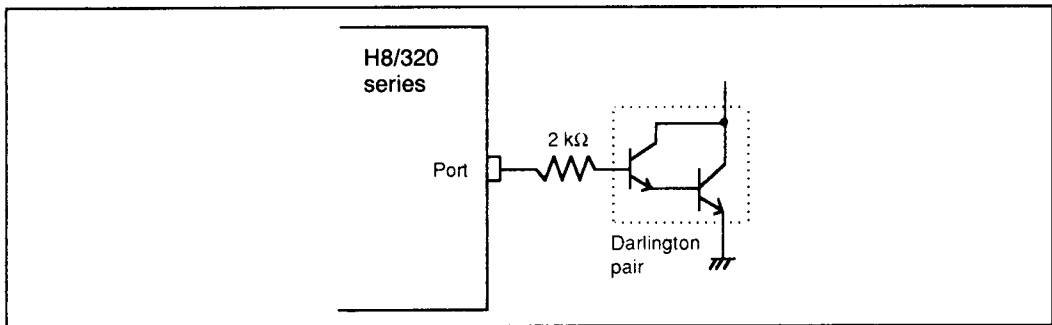 H8/320
series
2 kΩ
Port
Darlington
pair